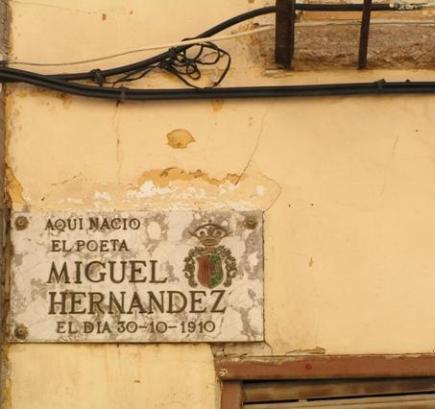 AQUI NACIO
EL POETA
MIGUEL
HERNANDEZ
EL DIA 30-10-1910